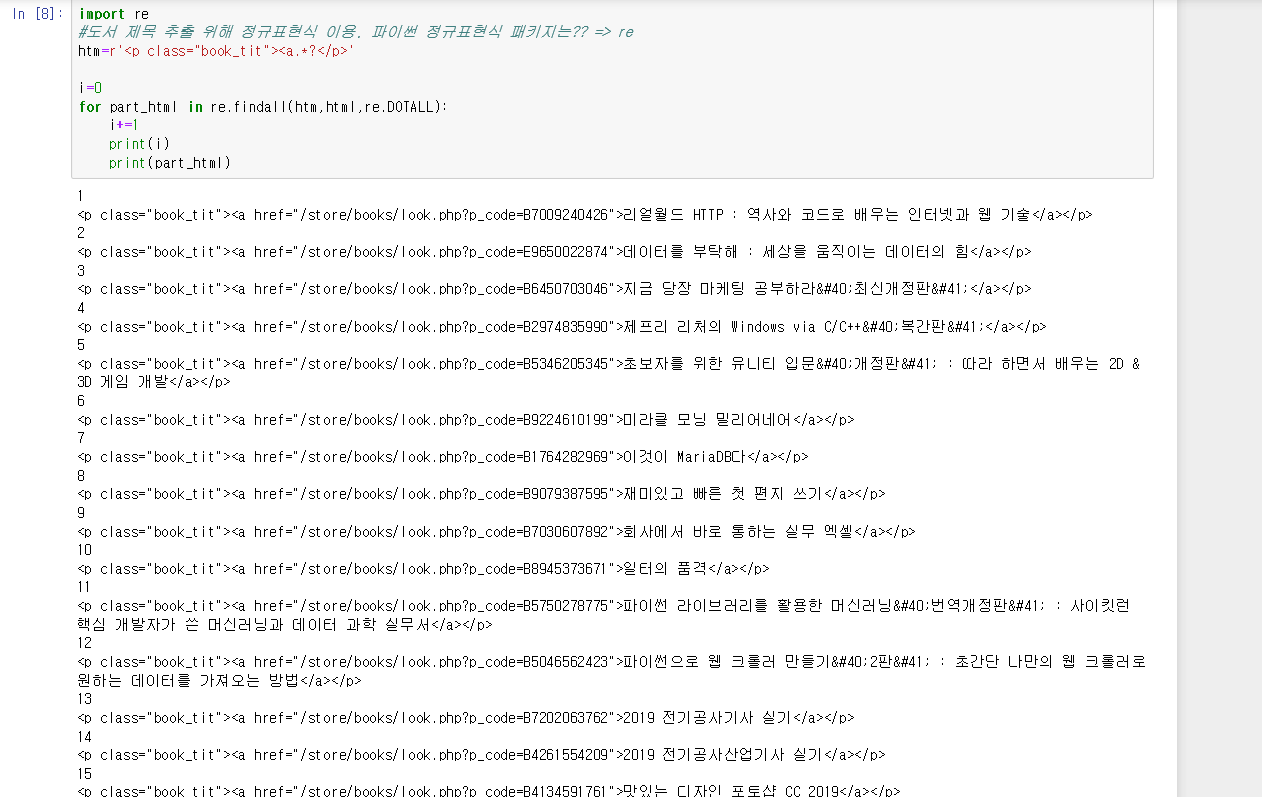 In [8]: import re
#도서 제목 추출 위해 정규표현식 이용. 파이썬 정규표현식 패키지는?? => re
htm=r'<p class="book_tit"><a.*?</p>'
i=0
for part_html in re.findall(htm,html,re.DOTALL):
    i+=1
    print(i)
    print(part_html)
1
<p class="book_tit"><a href="/store/books/look.php?p_code=B7009240426">리얼월드 HTTP : 역사와 코드로 배우는 인터넷과 웹 기술</a></p>
2
<p class="book_tit"><a href="/store/books/look.php?p_code=E9650022874">데이터를 부탁해 : 세상을 움직이는 데이터의 힘</a></p>
3
<p class="book_tit"><a href="/store/books/look.php?p_code=B6450703046">지금 당장 마케팅 공부하라&#40;최신개정판&#41;</a></p>
4
<p class="book_tit"><a href="/store/books/look.php?p_code=B2974835990">제프리 리처의 Windows via C/C++&#40;복간판&#41;</a></p>
5
<p class="book_tit"><a href="/store/books/look.php?p_code=B5346205345">초보자를 위한 유니티 입문&#40;개정판&#41; : 따라 하면서 배우는 2D &
3D 게임 개발</a></p>
6
<p class="book_tit"><a href="/store/books/look.php?p_code=B9224610199">미라클 모닝 밀리어네어</a></p>
7
<p class="book_tit"><a href="/store/books/look.php?p_code=B1764282969">이것이 MariaDB다</a></p>
8
<p class="book_tit"><a href="/store/books/look.php?p_code=B9079387595">재미있고 빠른 첫 편지 쓰기</a></p>
9
<p class="book_tit"><a href="/store/books/look.php?p_code=B7030607892">회사에서 바로 통하는 실무 엑셀</a></p>
10
<p class="book_tit"><a href="/store/books/look.php?p_code=B8945373671">일터의 품격</a></p>
11
<p class="book_tit"><a href="/store/books/look.php?p_code=B5750278775">파이썬 라이브러리를 활용한 머신러닝&#40;번역개정판&#41; : 사이킷런
핵심 개발자가 쓴 머신러닝과 데이터 과학 실무서</a></p>
12
<p class="book_tit"><a href="/store/books/look.php?p_code=B5046562423">파이썬으로 웹 크롤러 만들기&#40;2판&#41; : 초간단 나만의 웹 크롤러로
원하는 데이터를 가져오는 방법</a></p>
13
<p class="book_tit"><a href="/store/books/look.php?p_code=B7202063762">2019 전기공사기사 실기</a></p>
14
<p class="book_tit"><a href="/store/books/look.php?p_code=B4261554209">2019 전기공사산업기사 실기</a></p>
15
<p class="book_tit"><a href="/store/books/look.php?p_code=B4134591761">맛있는 디자인 포토샵 CC 2019</a></p>